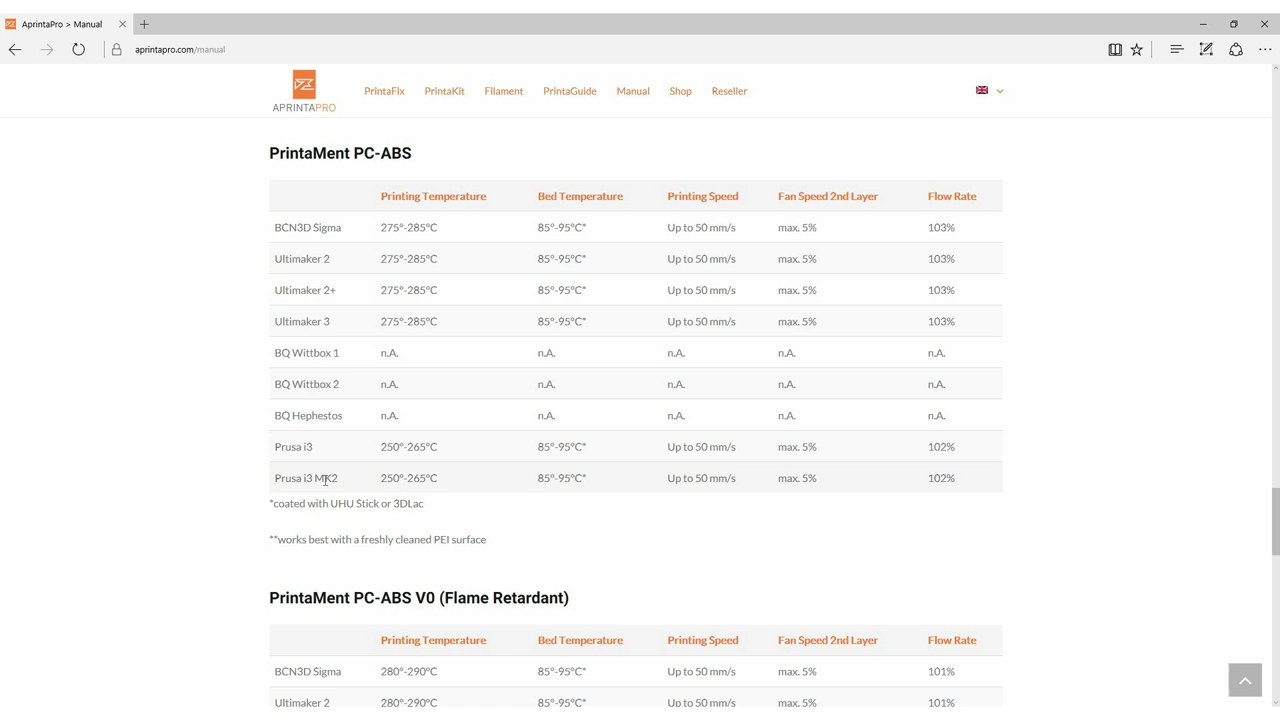 AprintaPro > Manual
aprintapro.com/manual
APRINTAPRO
PrintaFix PrintaKit Filament PrintaGuide Manual Shop Reseller
PrintaMent PC-ABS
Printing Temperature Bed Temperature Printing Speed Fan Speed 2nd Layer Flow Rate
BCN3D Sigma 275°-285°C 85°-95°C* Up to 50 mm/s max. 5% 103%
Ultimaker 2 275°-285°C 85°-95°C* Up to 50 mm/s max. 5% 103%
Ultimaker 2+ 275°-285°C 85°-95°C* Up to 50 mm/s max. 5% 103%
Ultimaker 3 275°-285°C 85°-95°C* Up to 50 mm/s max. 5% 103%
BQ Wittbox 1 n.A. n.A. n.A. n.A. n.A.
BQ Wittbox 2 n.A. n.A. n.A. n.A. n.A.
BQ Hephestos n.A. n.A. n.A. n.A. n.A.
Prusa i3 250°-265°C 85°-95°C* Up to 50 mm/s max. 5% 102%
Prusa i3 MK2 250°-265°C 85°-95°C* Up to 50 mm/s max. 5% 102%
*coated with UHU Stick or 3DLac
**works best with a freshly cleaned PEI surface
PrintaMent PC-ABS V0 (Flame Retardant)
Printing Temperature Bed Temperature Printing Speed Fan Speed 2nd Layer Flow Rate
BCN3D Sigma 280°-290°C 85°-95°C* Up to 50 mm/s max. 5% 101%
Ultimaker 2 280°-290°C 85°-95°C* Up to 50 mm/s max. 5% 101%